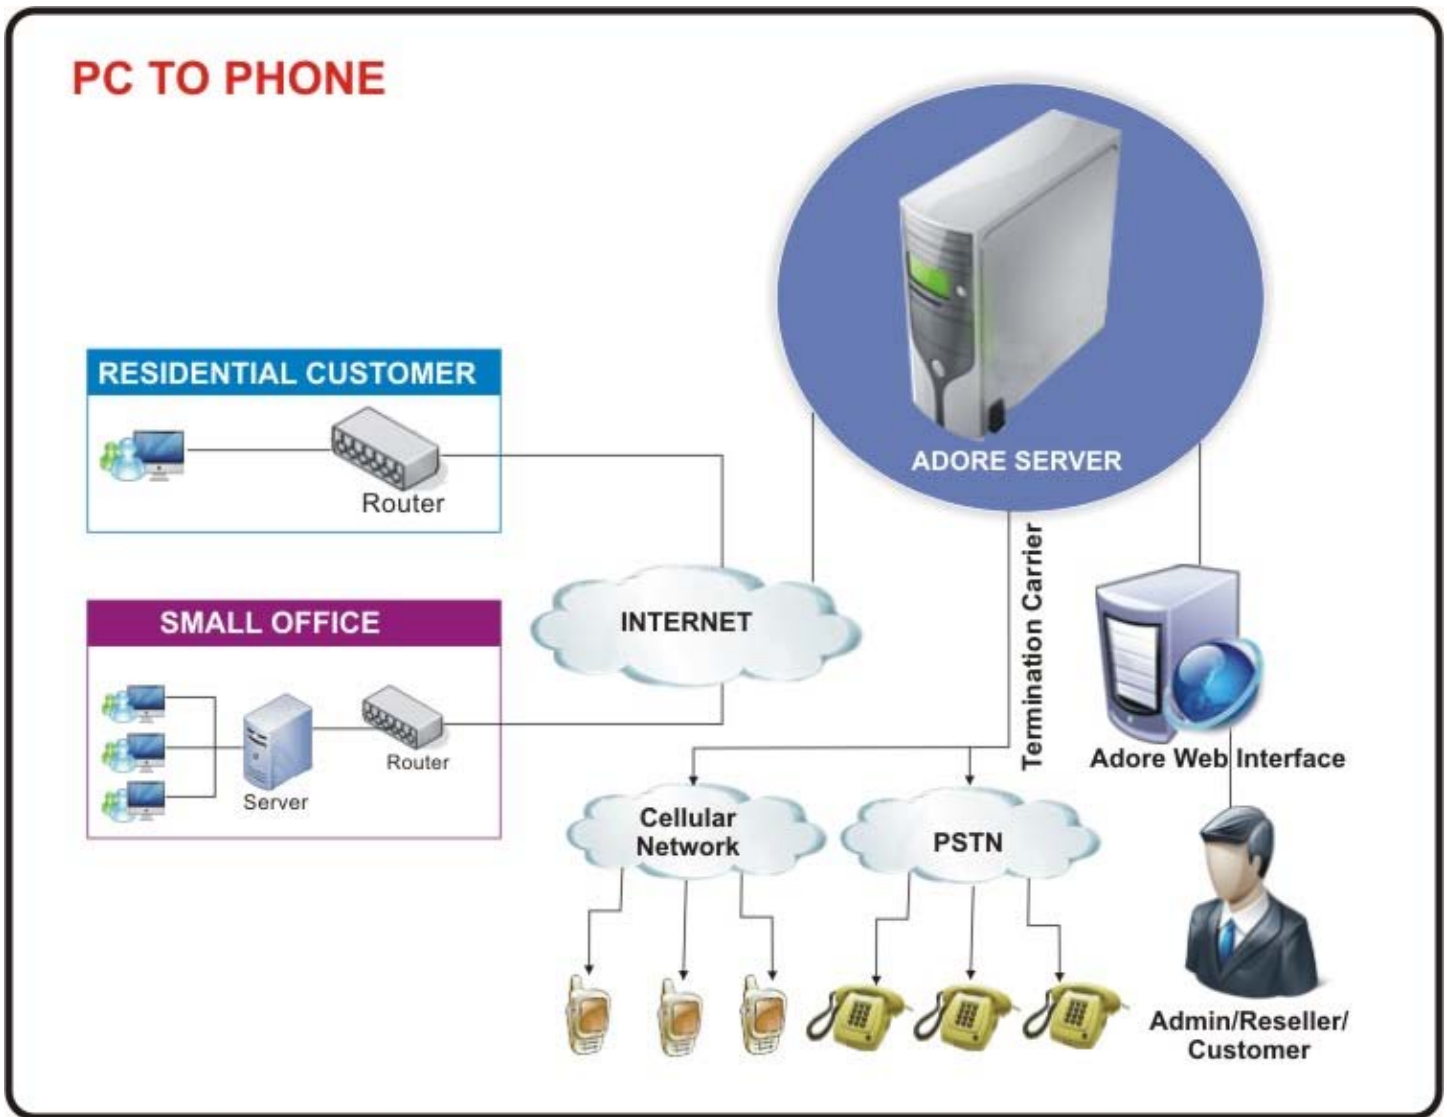 PC TO PHONE
ADORE SERVER
RESIDENTIAL CUSTOMER
Router
SMALL OFFICE
Server
Router
INTERNET
Termination Carrier
Adore Web Interface
Cellular
Network
PSTN
Admin/Reseller/
Customer